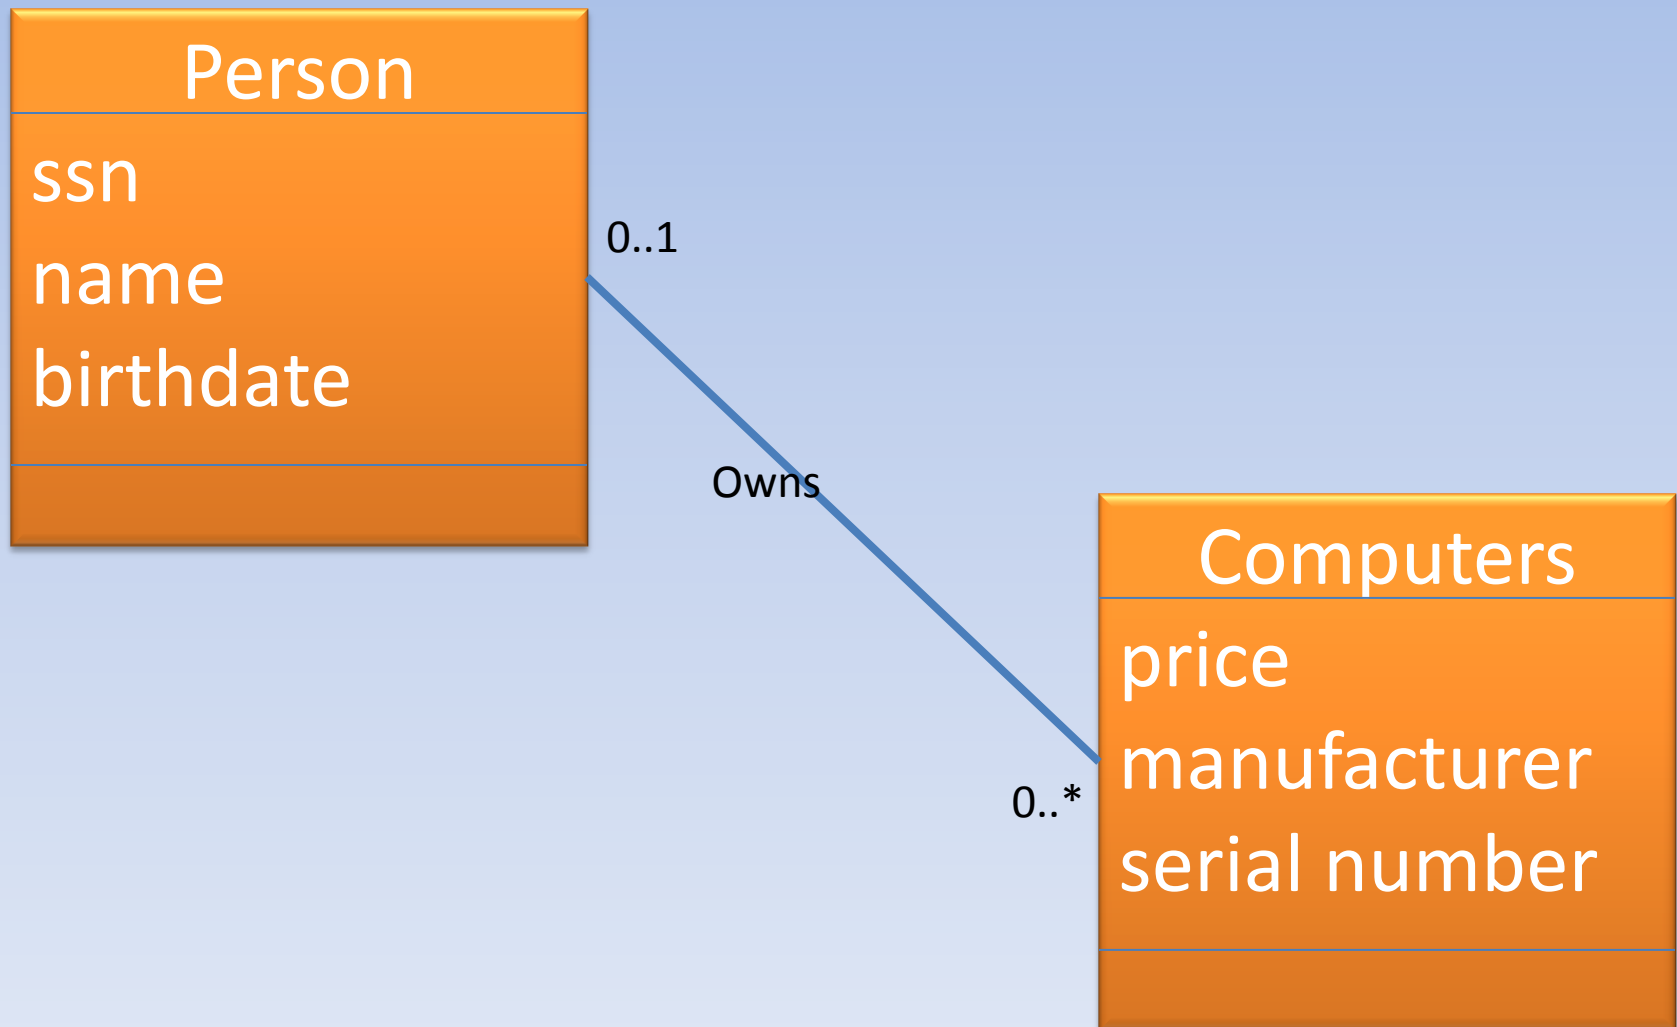 Person
ssn
name
birthdate
0..1
Owns
Computers
price
manufacturer
serial number
0..*